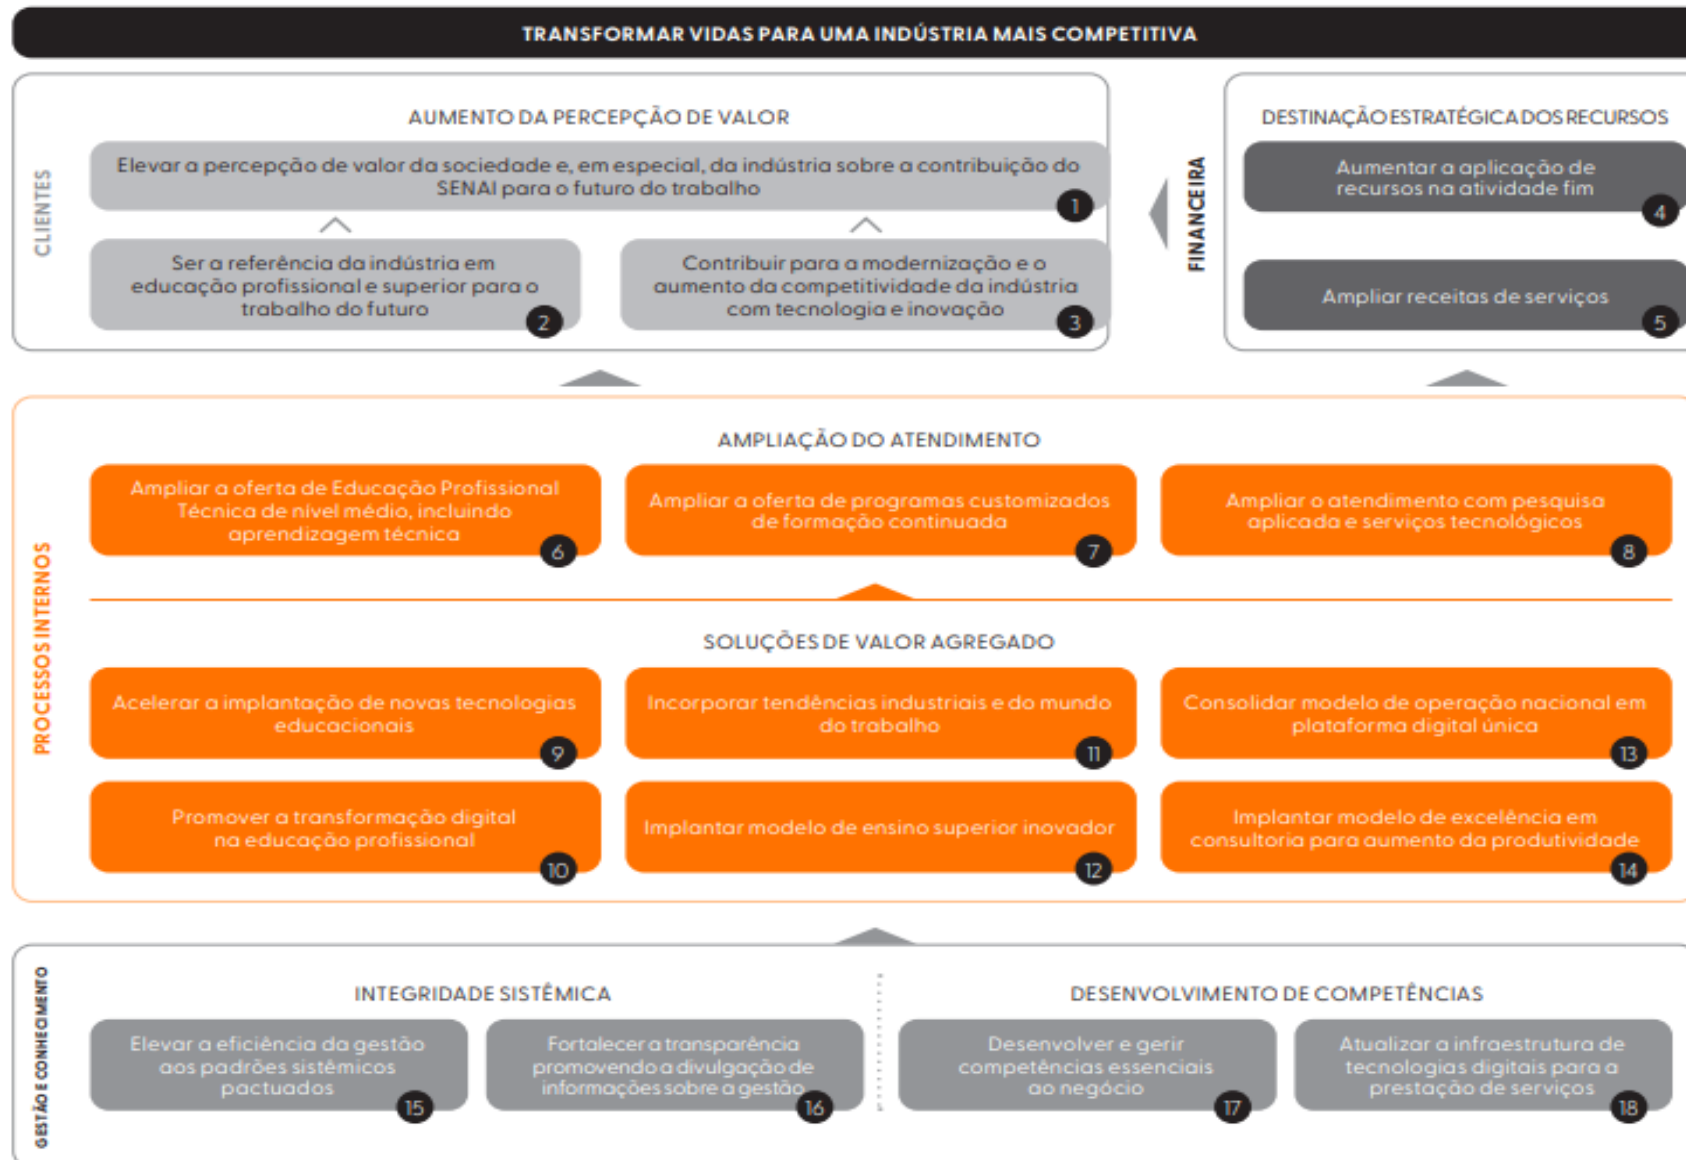 TRANSFORMAR VIDAS PARA UMA INDÚSTRIA MAIS COMPETITIVA
CLIENTES
AUMENTO DA PERCEPÇÃO DE VALOR
Elevar a percepção de valor da sociedade e, em especial, da indústria sobre a contribuição do
SENAI para o futuro do trabalho
1
Ser a referência da indústria em
educação profissional e superior para o
trabalho do futuro
2
Contribuir para a modernização e o
aumento da competitividade da indústria
com tecnologia e inovação
3
FINANCEIRA
DESTINAÇÃO ESTRATÉGICA DOS RECURSOS
Aumentar a aplicação de
recursos na atividade fim
4
Ampliar receitas de serviços
5
PROCESSOS INTERNOS
AMPLIAÇÃO DO ATENDIMENTO
Ampliar a oferta de Educação Profissional
Técnica de nível médio, incluindo
aprendizagem técnica
6
Ampliar a oferta de programas customizados
de formação continuada
7
Ampliar o atendimento com pesquisa
aplicada e serviços tecnológicos
8
SOLUÇÕES DE VALOR AGREGADO
Acelerar a implantação de novas tecnologias
educacionais
9
Incorporar tendências industriais e do mundo
do trabalho
11
Consolidar modelo de operação nacional em
plataforma digital única
13
Promover a transformação digital
na educação profissional
10
Implantar modelo de ensino superior inovador
12
Implantar modelo de excelência em
consultoria para aumento da produtividade
14
GESTÃO E CONHECIMENTO
INTEGRIDADE SISTÊMICA
Elevar a eficiência da gestão
aos padrões sistêmicos
pactuados
15
Fortalecer a transparência
promovendo a divulgação de
informações sobre a gestão
16
DESENVOLVIMENTO DE COMPETÊNCIAS
Desenvolver e gerir
competências essenciais
ao negócio
17
Atualizar a infraestrutura de
tecnologias digitais para a
prestação de serviços
18